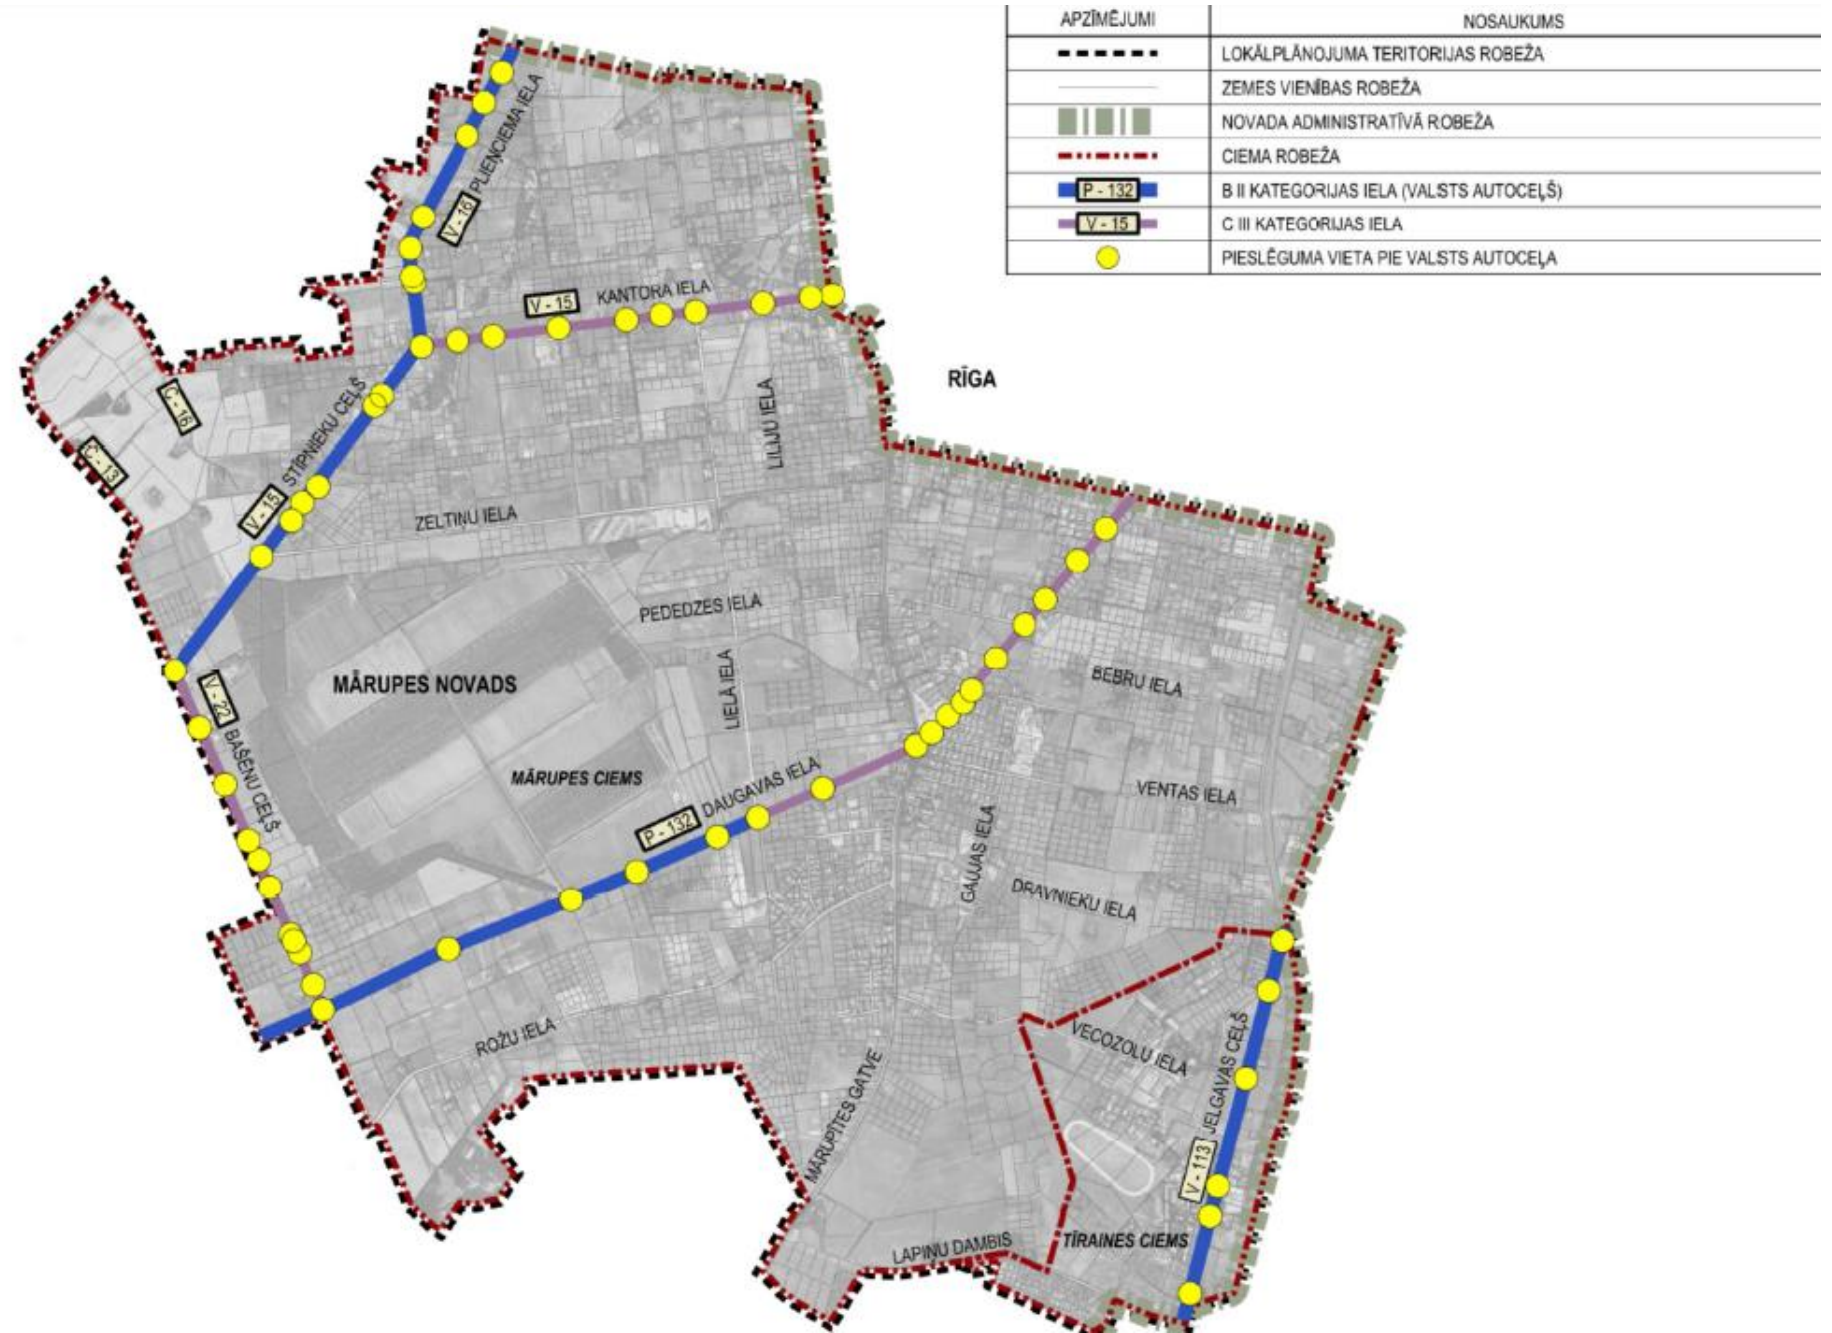 APZĪMĒJUMI
NOSAUKUMS
LOKĀLPLĀNOJUMA TERITORIJAS ROBEŽA
ZEMES VIENĪBAS ROBEŽA
NOVADA ADMINISTRATĪVĀ ROBEŽA
CIEMA ROBEŽA
P - 132
B II KATEGORIJAS IELA (VALSTS AUTOCEĻŠ)
V - 15
C III KATEGORIJAS IELA
PIESLĒGUMA VIETA PIE VALSTS AUTOCEĻA
PLIEŅCIEMA IELA
V - 16
V - 15
KANTORA IELA
RĪGA
C - 16
C - 13
STĪPNIEKU CEĻŠ
V - 15
LILIJU IELA
ZELTIŅU IELA
PEDEDZES IELA
BEBRU IELA
MĀRUPES NOVADS
V - 22
BAŠĒNU CEĻŠ
LIELĀ IELA
MĀRUPES CIEMS
DAUGAVAS IELA
P - 132
VENTAS IELA
GAUJAS IELA
DRAVNIEKU IELA
ROŽU IELA
VECOZOLU IELA
JELGAVAS CEĻŠ
MĀRUPĪTES GATVE
V - 113
TĪRAINES CIEMS
LAPIŅU DAMBIS